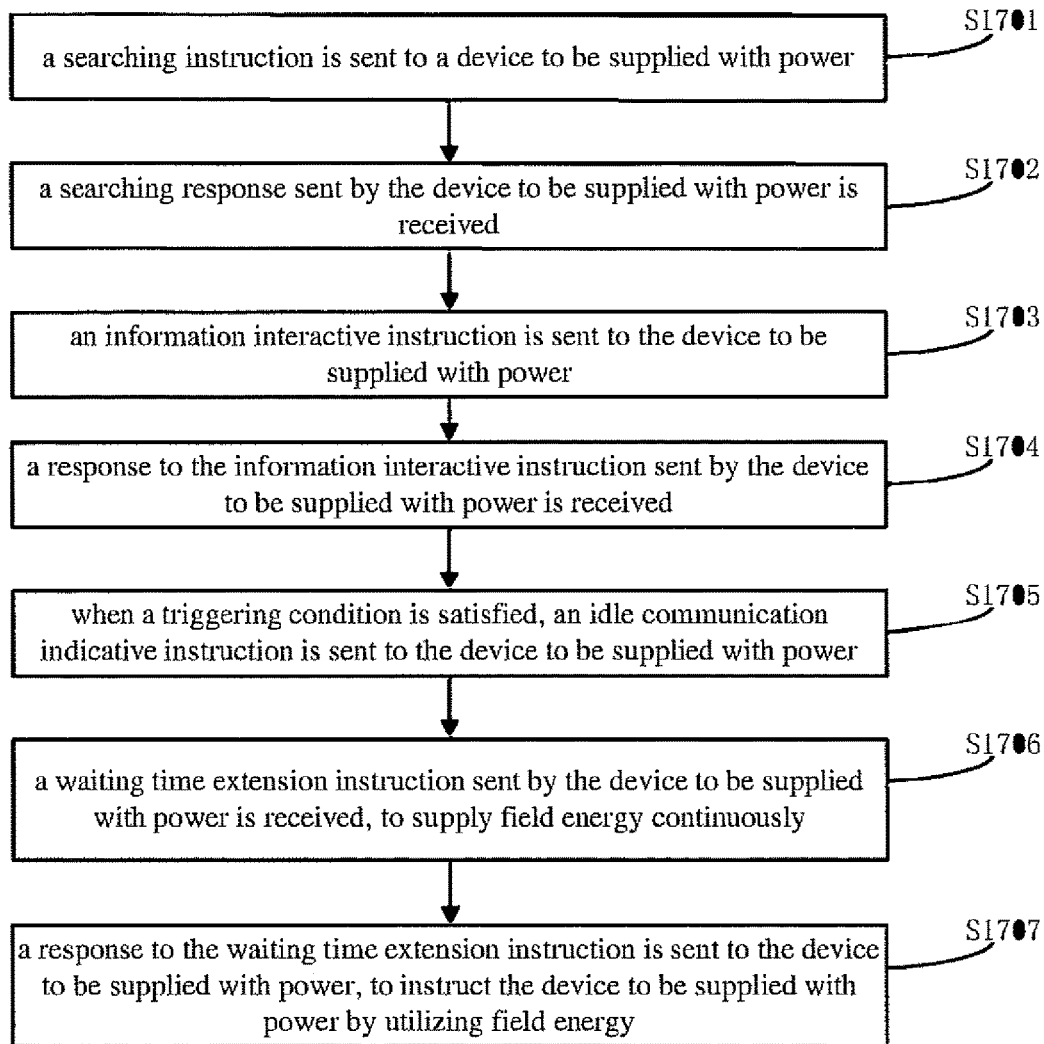 S1701
a searching instruction is sent to a device to be supplied with power
S1702
a searching response sent by the device to be supplied with power is
received
S1703
an information interactive instruction is sent to the device to be
supplied with power
S1704
a response to the information interactive instruction sent by the device
to be supplied with power is received
S1705
when a triggering condition is satisfied, an idle communication
indicative instruction is sent to the device to be supplied with power
S1706
a waiting time extension instruction sent by the device to be supplied
with power is received, to supply field energy continuously
S1707
a response to the waiting time extension instruction is sent to the device
to be supplied with power, to instruct the device to be supplied with
power by utilizing field energy